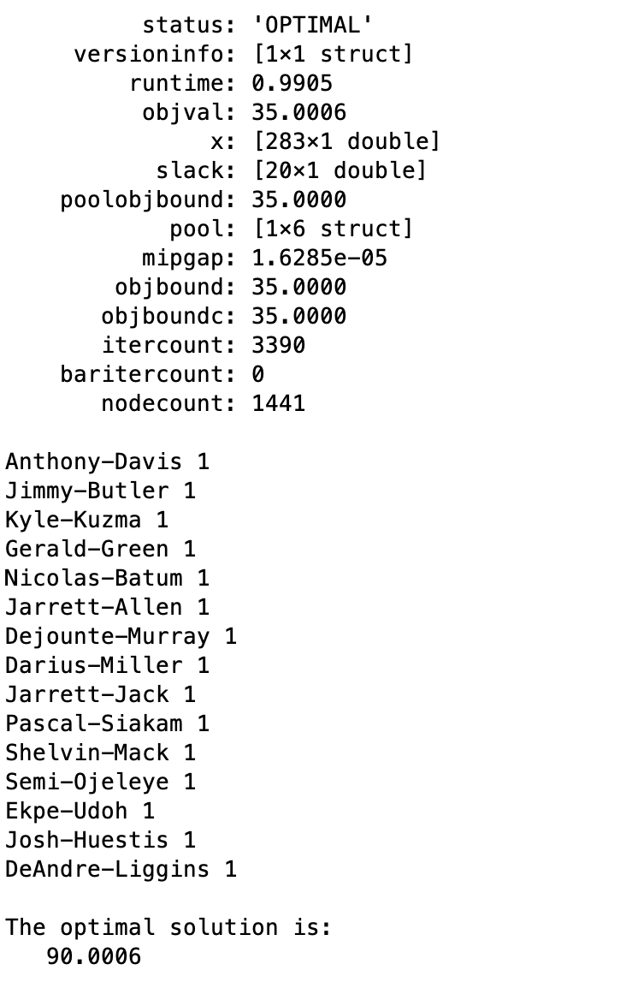 status: 'OPTIMAL'
versioninfo: [1×1 struct]
runtime: 0.9905
objval: 35.0006
x: [283×1 double]
slack: [20×1 double]
poolobjbound: 35.0000
pool: [1×6 struct]
mipgap: 1.6285e-05
objbound: 35.0000
objboundc: 35.0000
itercount: 3390
baritercount: 0
nodecount: 1441
Anthony-Davis 1
Jimmy-Butler 1
Kyle-Kuzma 1
Gerald-Green 1
Nicolas-Batum 1
Jarrett-Allen 1
Dejounte-Murray 1
Darius-Miller 1
Jarrett-Jack 1
Pascal-Siakam 1
Shelvin-Mack 1
Semi-Ojeleye 1
Ekpe-Udoh 1
Josh-Huestis 1
DeAndre-Liggins 1
The optimal solution is:
90.0006